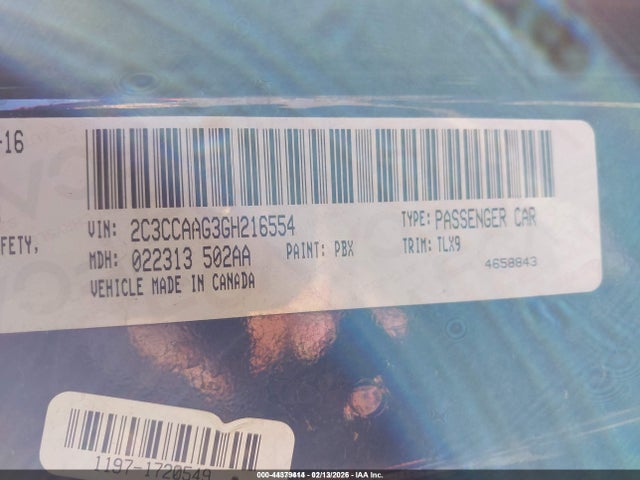 -16
VIN: 2C3CCAAG3GH216554
TYPE: PASSENGER CAR
FETY,
MDH: 022313 502AA
PAINT: PBX
TRIM: TLX9
VEHICLE MADE IN CANADA
4658843
1197-1720549
000-44379414 - 02/13/2026 - IAA Inc.